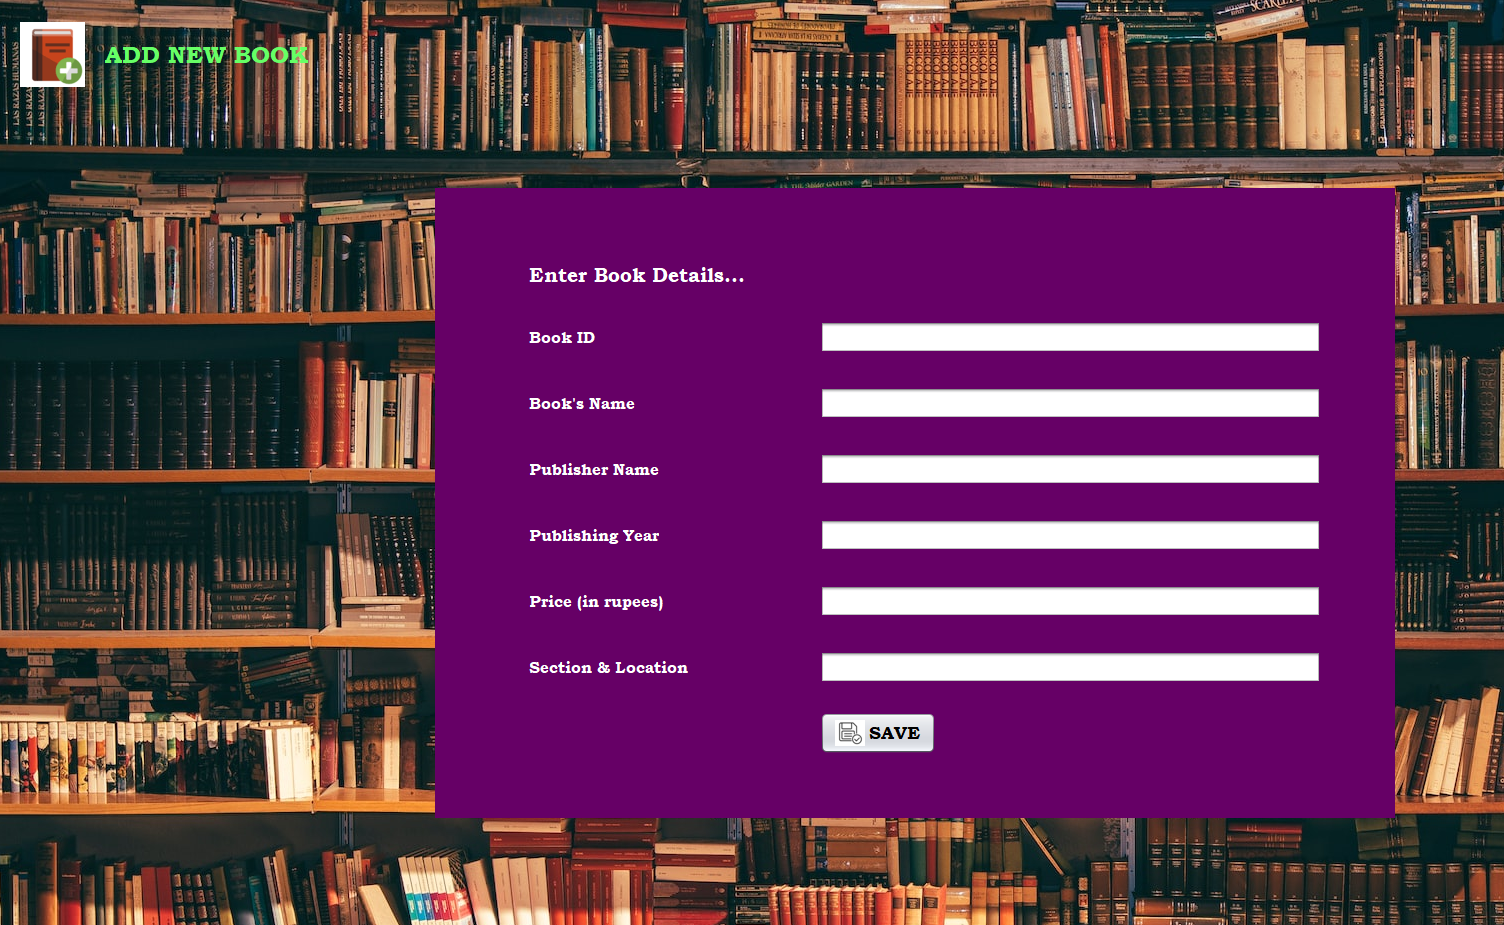 ADD NEW BOOK
Enter Book Details...
Book ID
Book's Name
Publisher Name
Publishing Year
Price (in rupees)
Section & Location
SAVE